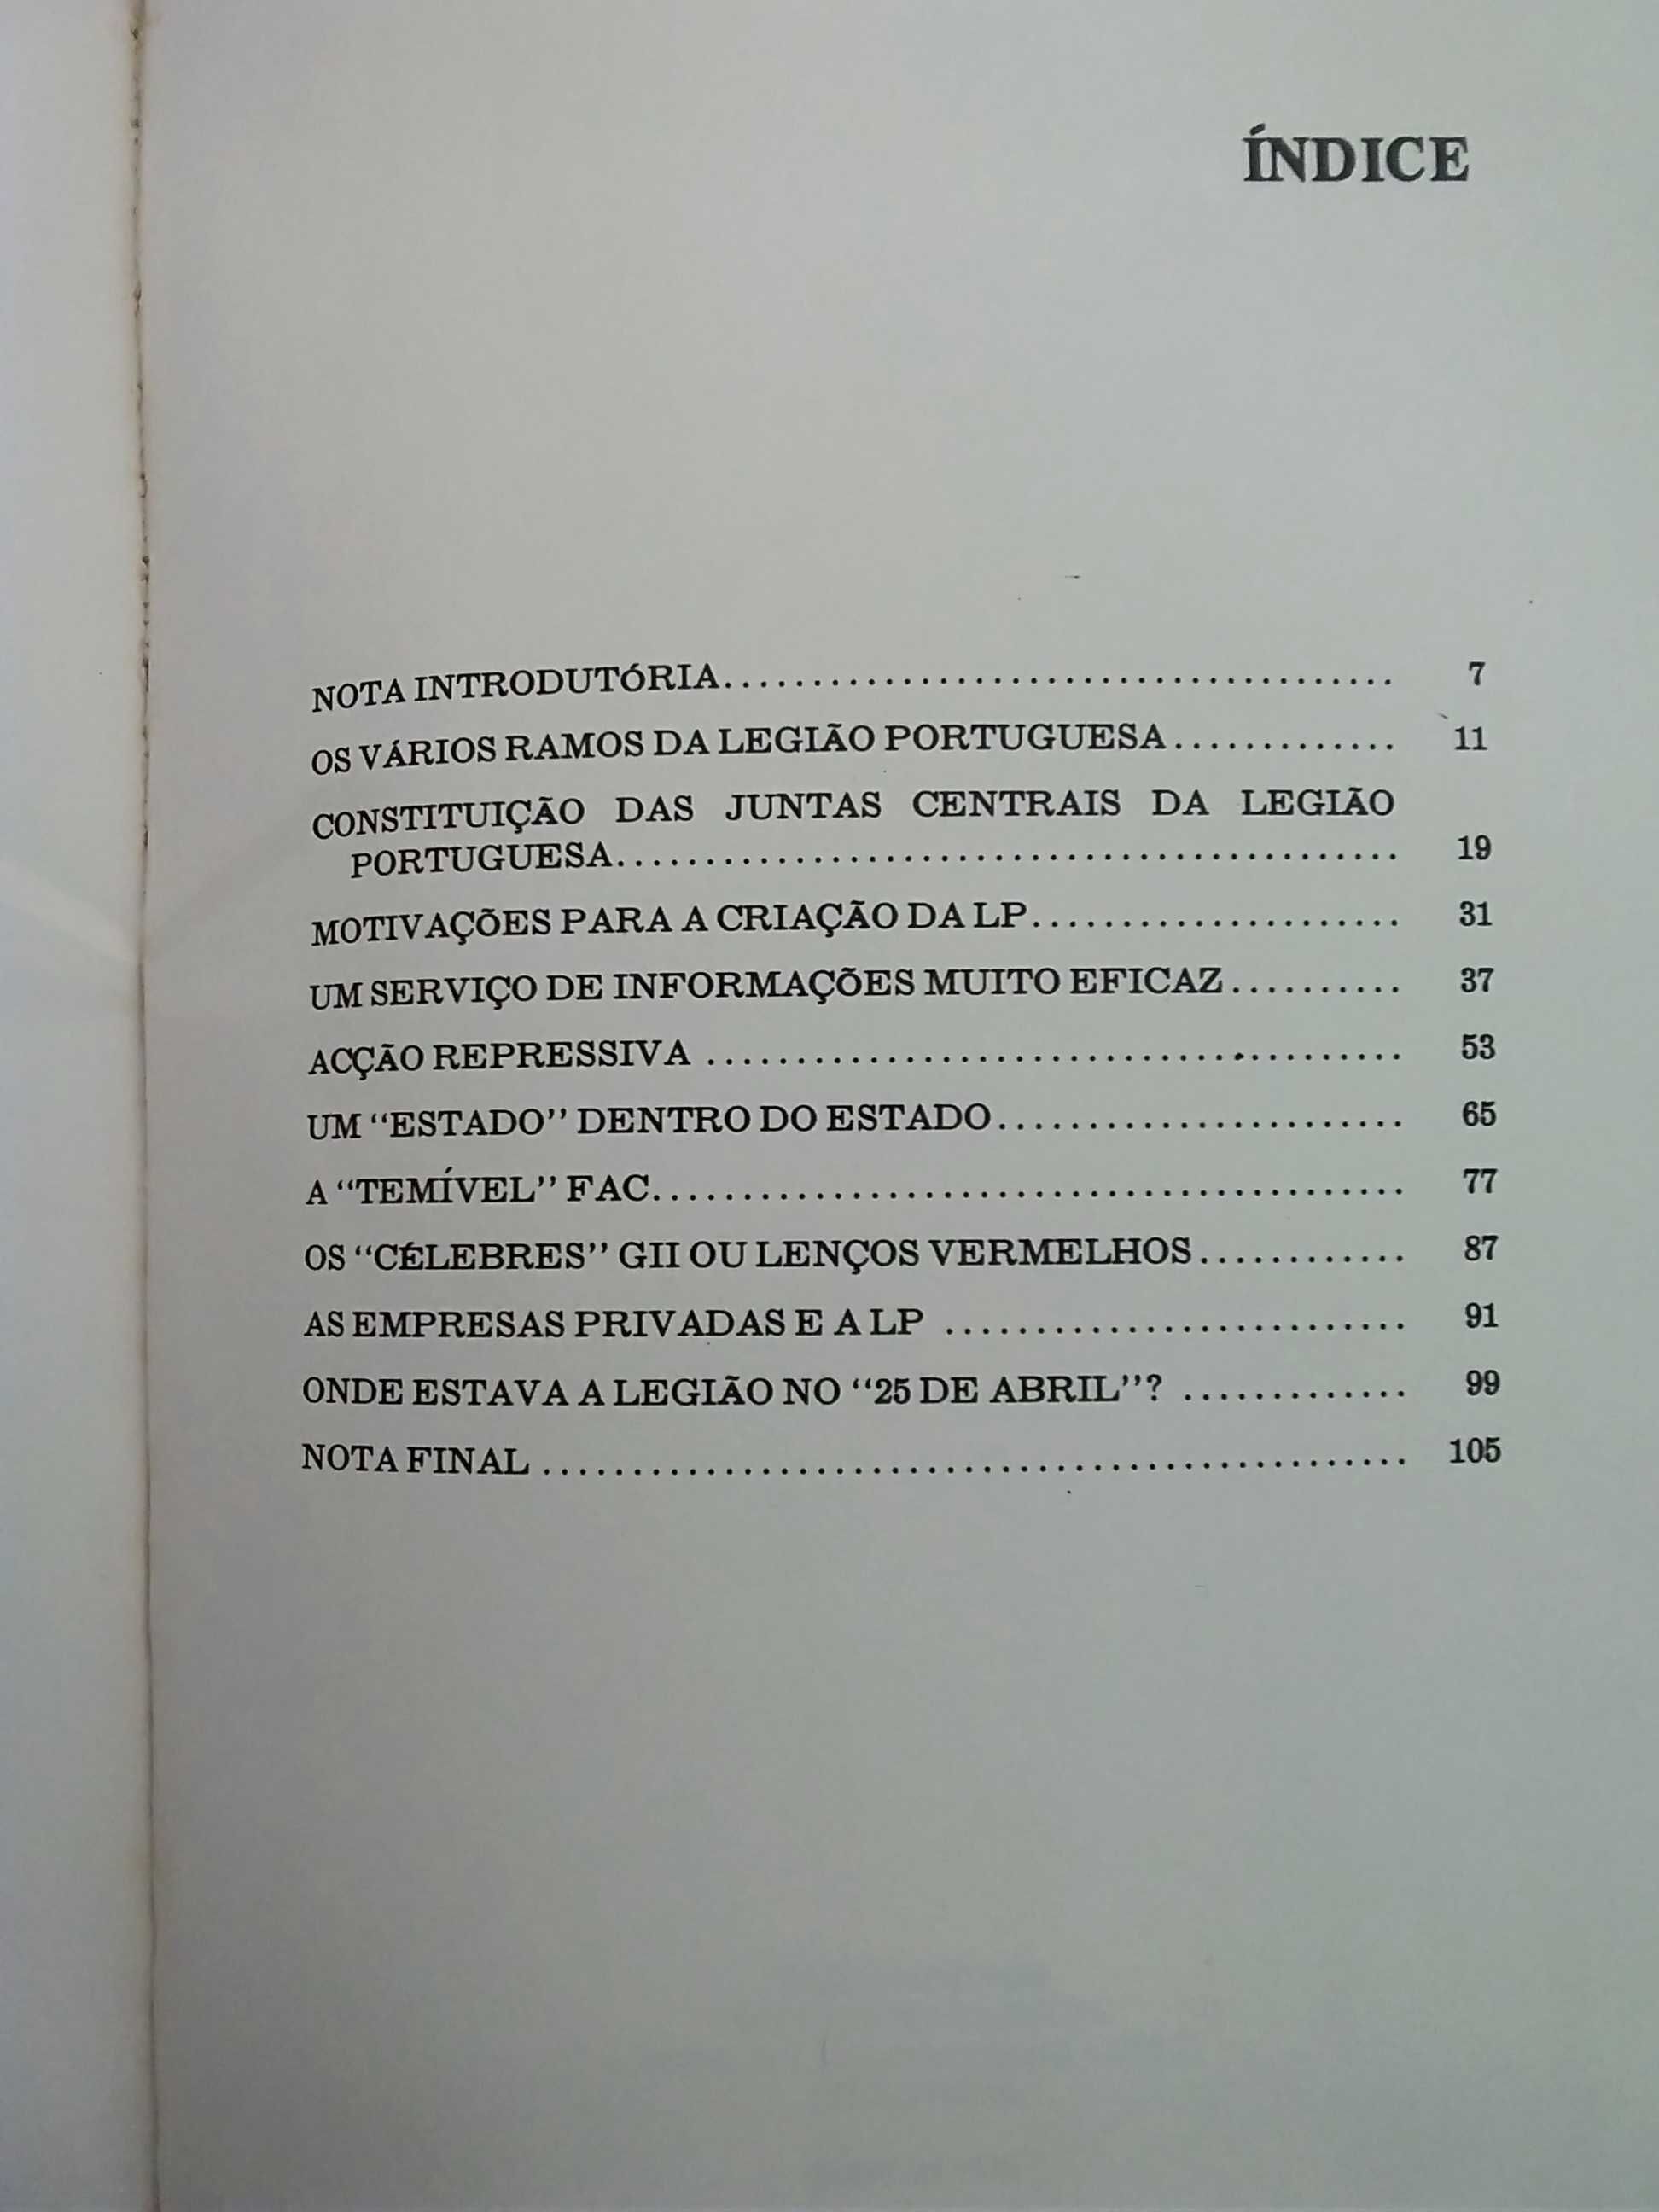 ÍNDICE
NOTA INTRODUTÓRIA....................................... 7
OS VÁRIOS RAMOS DA LEGIÃO PORTUGUESA............. 11
CONSTITUIÇÃO DAS JUNTAS CENTRAIS DA LEGIÃO
PORTUGUESA............................................. 19
MOTIVAÇÕES PARA A CRIAÇÃO DA LP...................... 31
UM SERVIÇO DE INFORMAÇÕES MUITO EFICAZ.......... 37
ACÇÃO REPRESSIVA ........................................ 53
UM "ESTADO" DENTRO DO ESTADO........................ 65
A "TEMÍVEL" FAC............................................ 77
OS "CÉLEBRES" GII OU LENÇOS VERMELHOS............ 87
AS EMPRESAS PRIVADAS E A LP ........................... 91
ONDE ESTAVA A LEGIÃO NO "25 DE ABRIL"? ............. 99
NOTA FINAL .................................................. 105